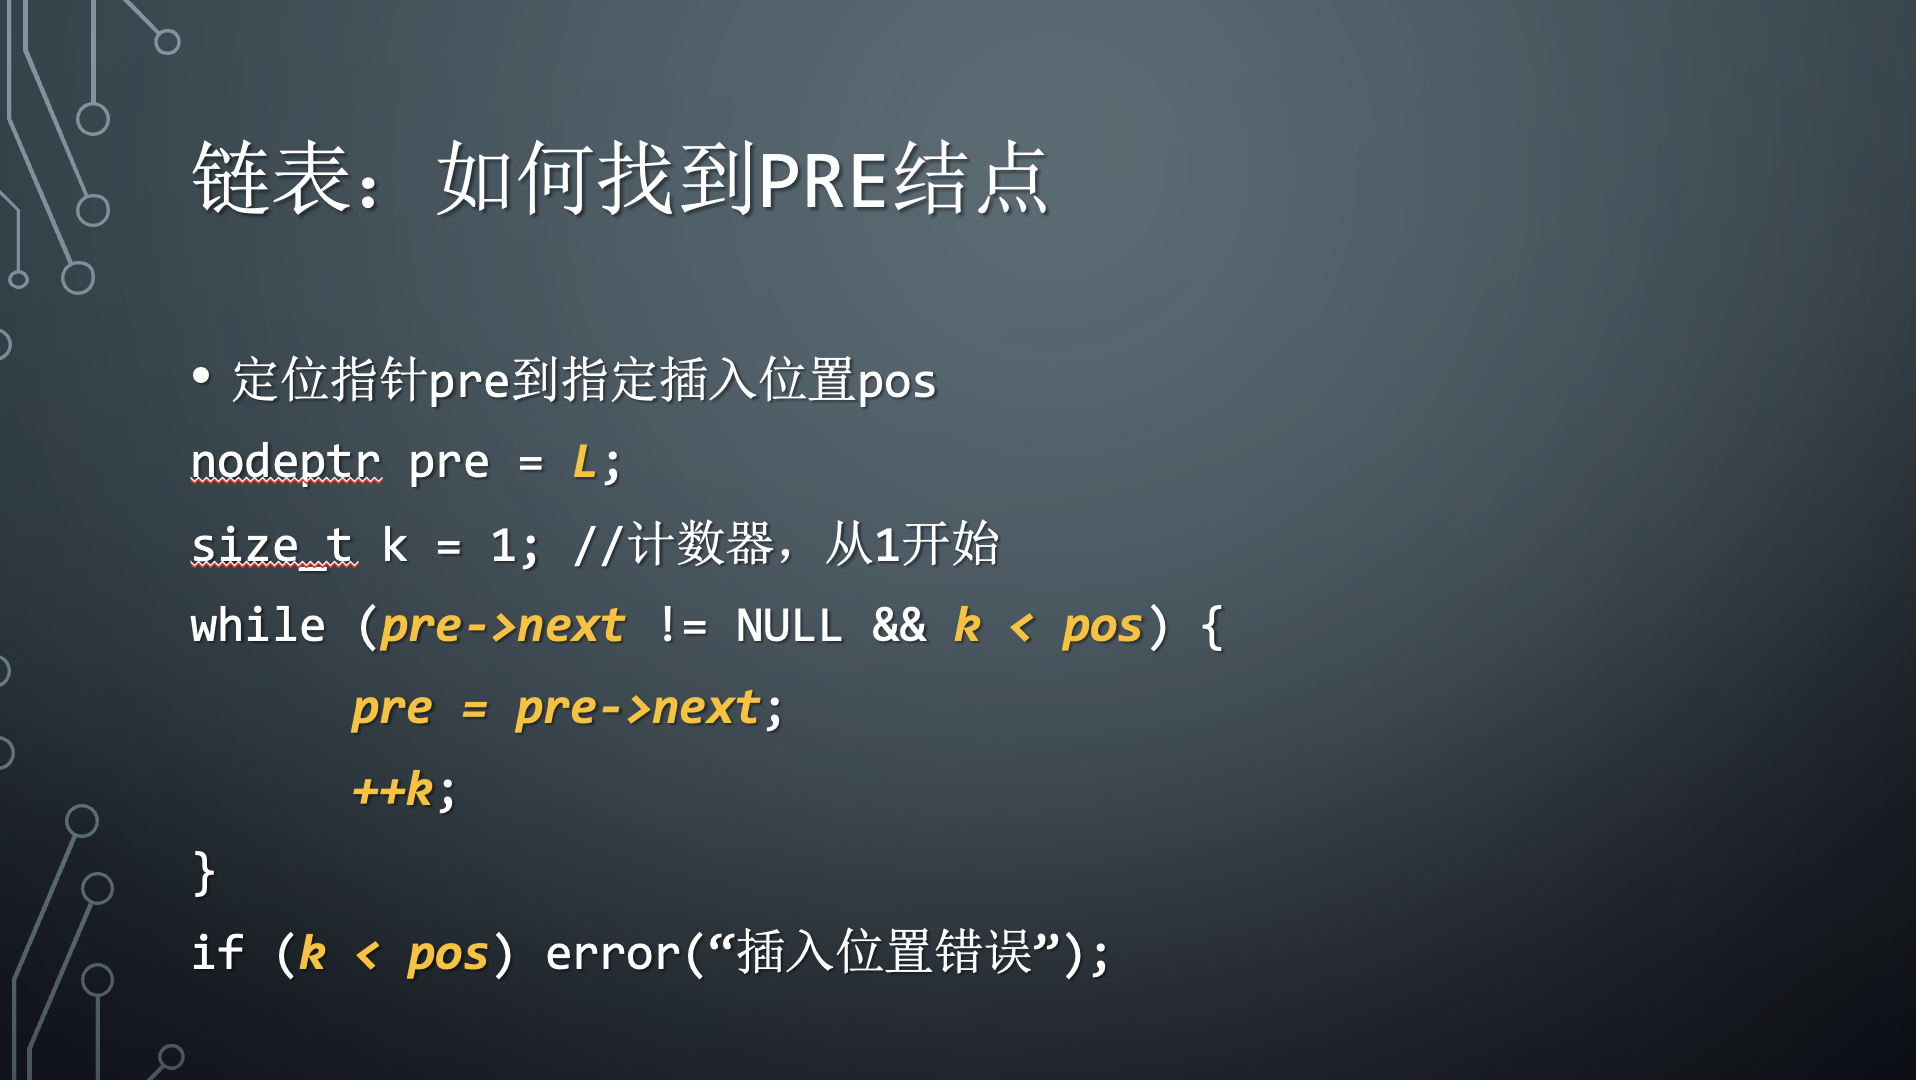 链表：如何找到PRE结点
• 定位指针pre到指定插入位置pos
nodeptr pre = L;
size_t k = 1; //计数器，从1开始
while (pre->next != NULL && k < pos) {
pre = pre->next;
++k;
}
if (k < pos) error(“插入位置错误”);